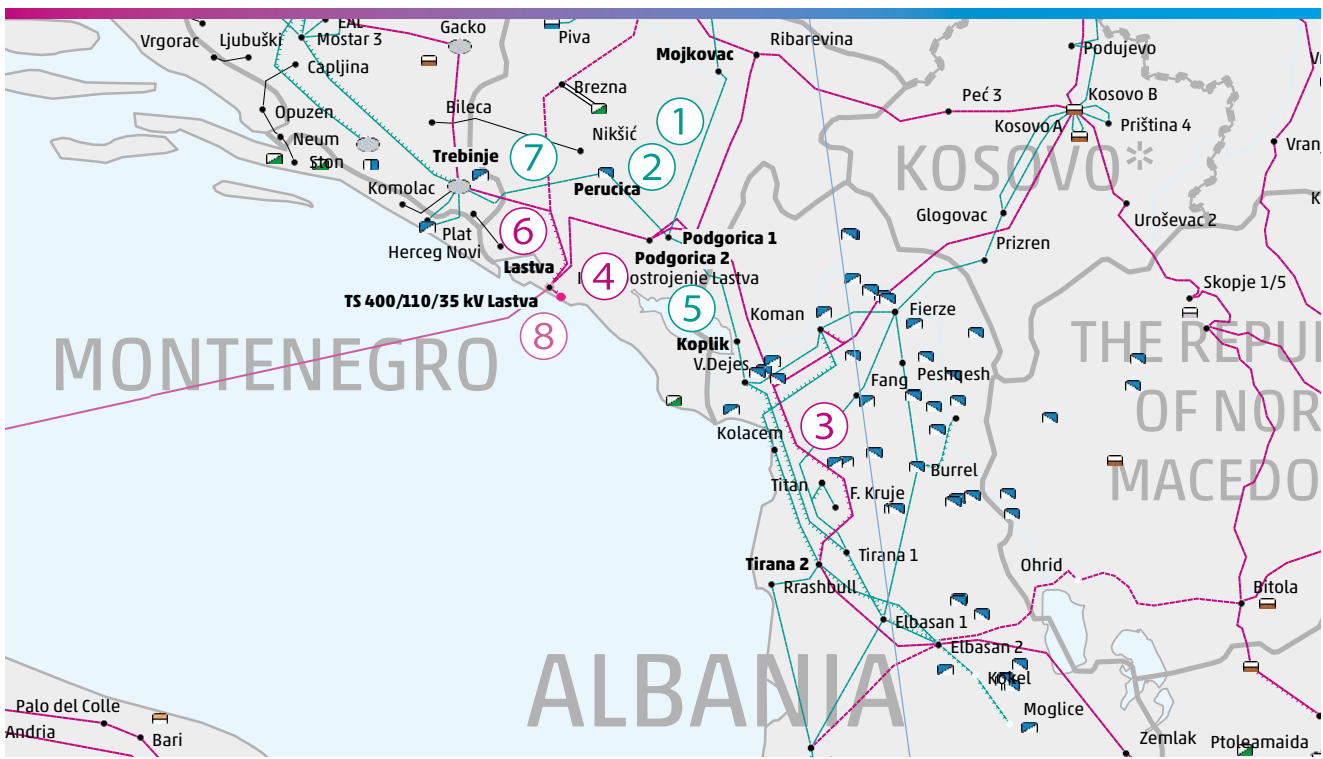 EAL
Gacko
Vrgorac
Ljubuški
Mostar 3
Piva
Ribarevina
Mojkovac
Podujevo
Capljina
Brezna
Peć 3
Kosovo B
Opuzen
Bileca
1
Kosovo A
Priština 4
Neum
Nikšić
Vranj
Ston
Trebinje
7
2
KOSOVO*
Perucica
Komolac
Glogovac
Uroševac 2
Plat
6
Podgorica 1
Herceg Novi
Prizren
Podgorica 2
Lastva
4
ostrojenje Lastva
Skopje 1/5
TS 400/110/35 kV Lastva
5
Koman
Fierze
8
THE REPU
MONTENEGRO
Koplik
V.Dejes
Fang
Peshqesh
OF NOR
3
Kolacem
MACEDO
Burrel
Titan
F. Kruje
Tirana 1
Tirana 2
Ohrid
Rrashbull
Bitola
Elbasan 1
Elbasan 2
ALBANIA
Kokel
Palo del Colle
Moglice
Andria
Bari
Zemlak
Ptoleamaida